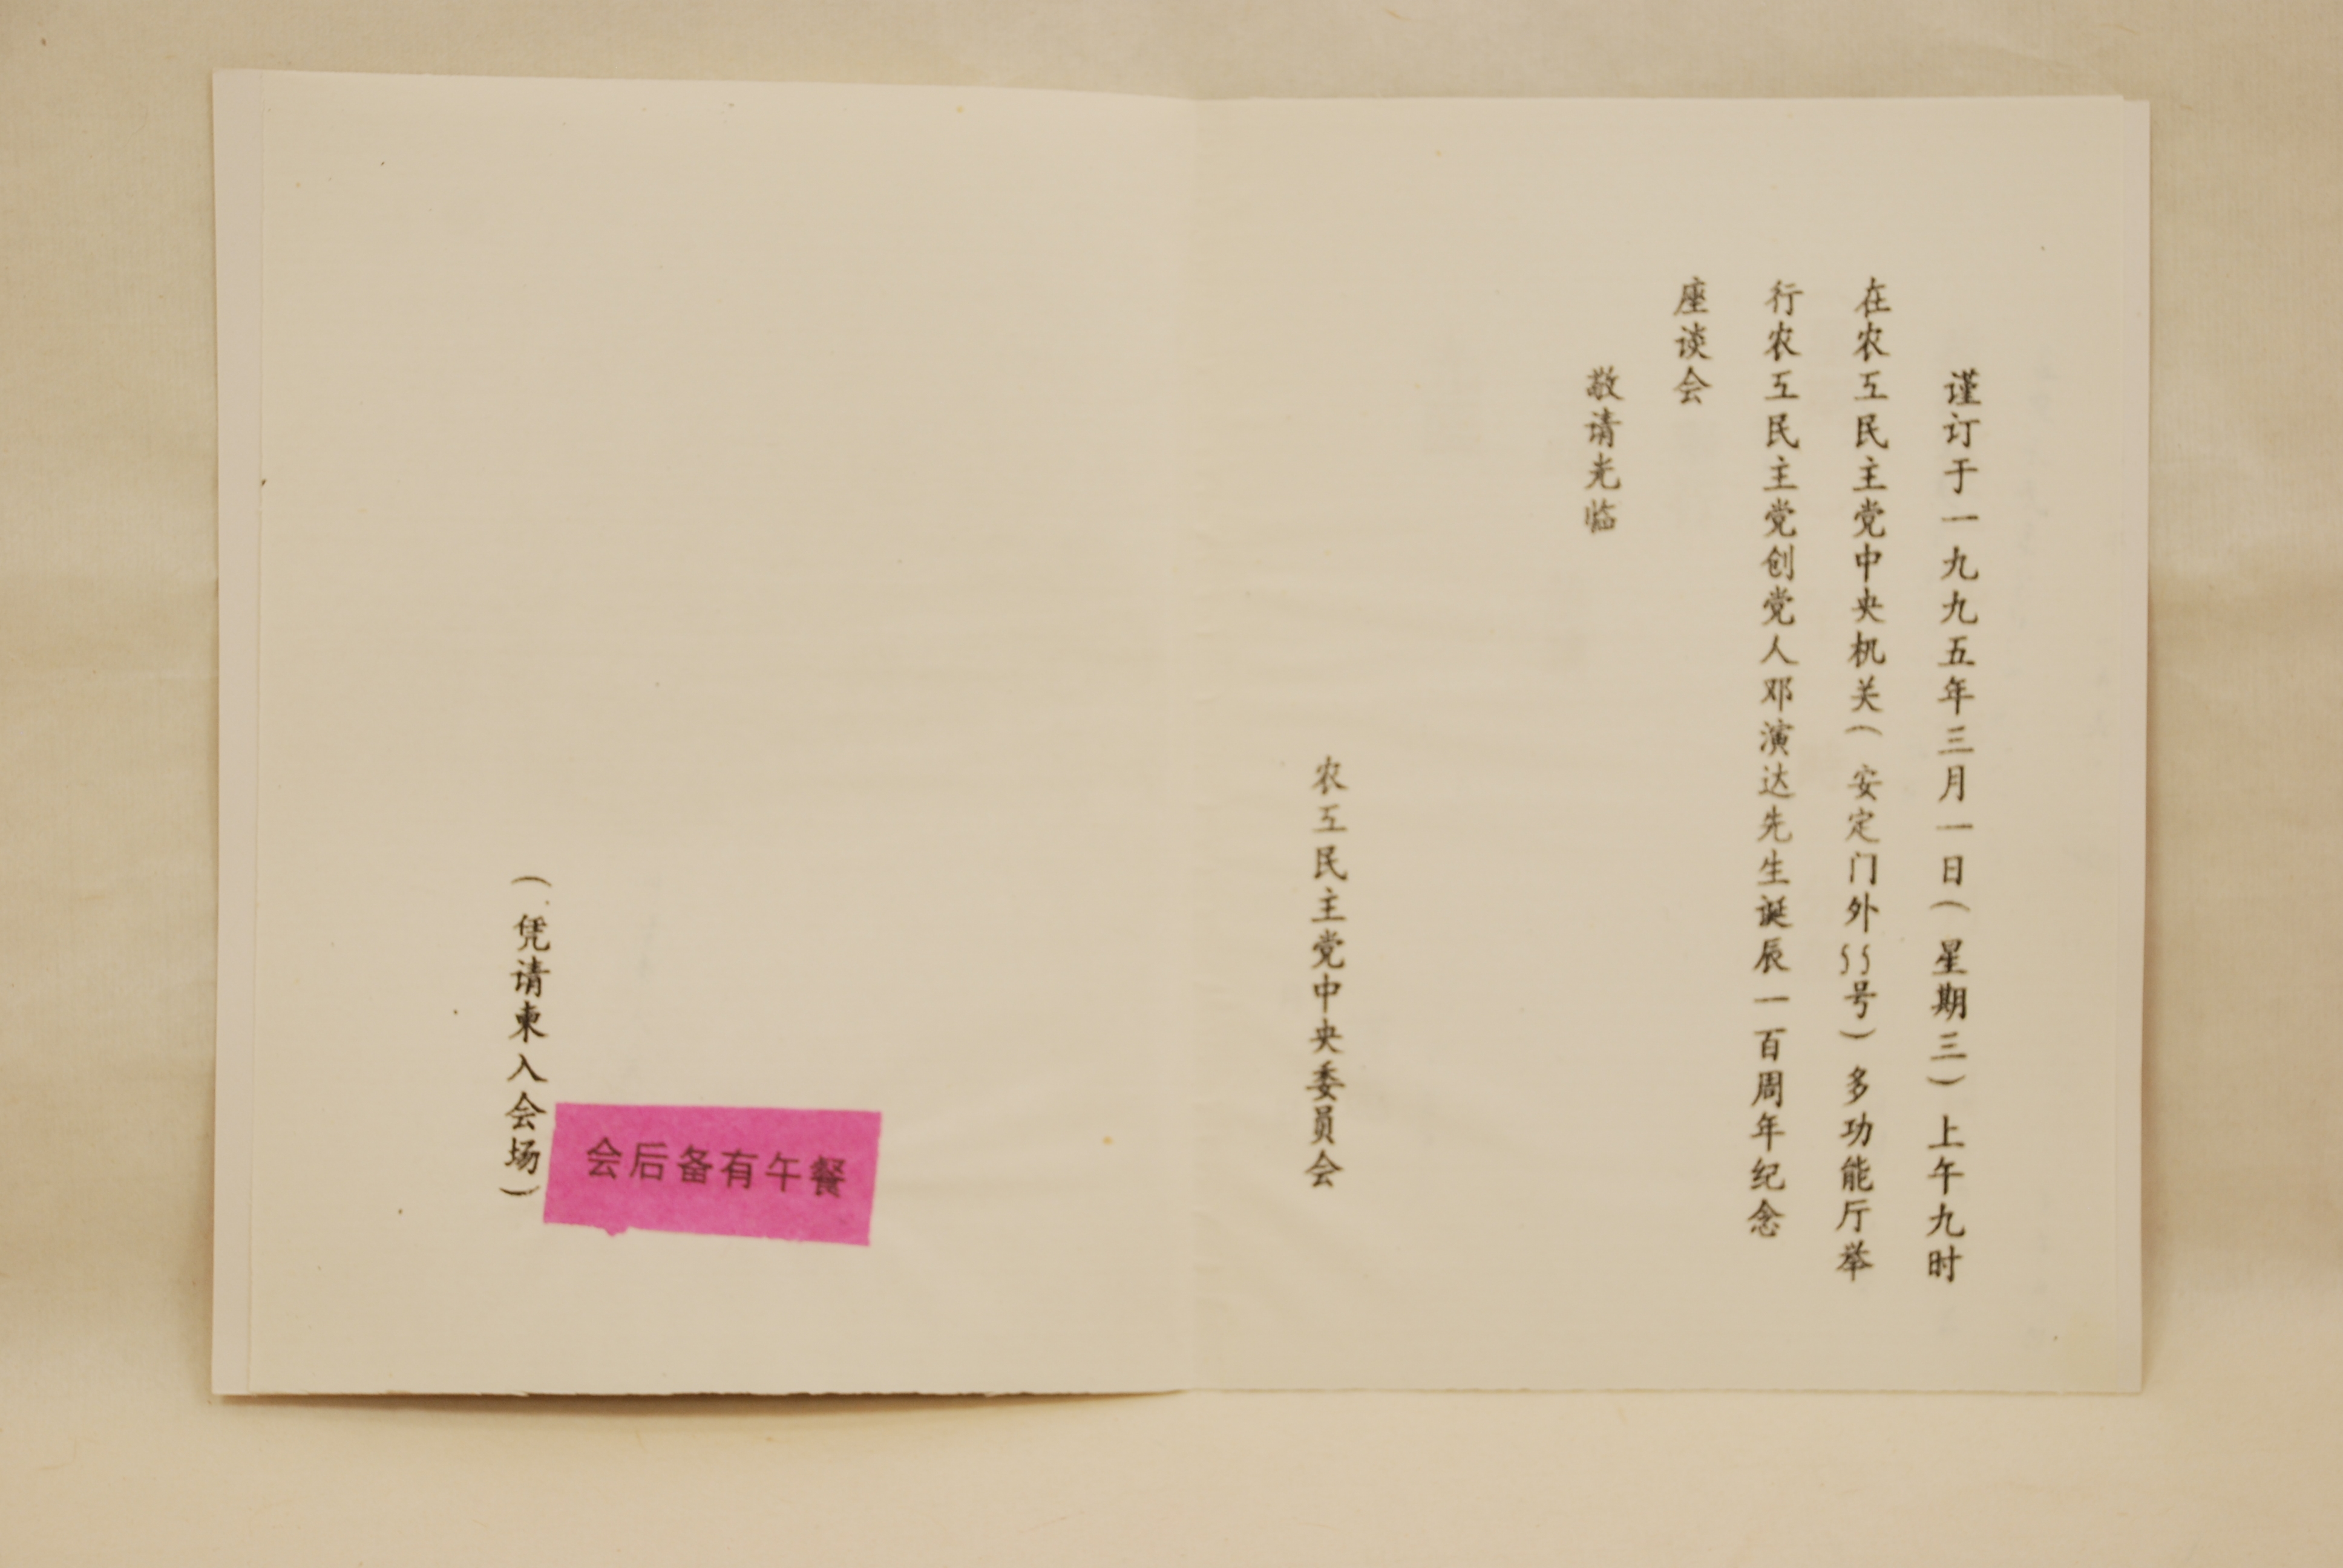 谨订于一九九五年三月一日(星期三)上午九时
在农工民主党中央机关(安定门外55号)多功能厅举
行农工民主党创党人邓演达先生诞辰一百周年纪念
座谈会
敬请光临
农工民主党中央委员会
(凭请柬入会场)
会后备有午餐